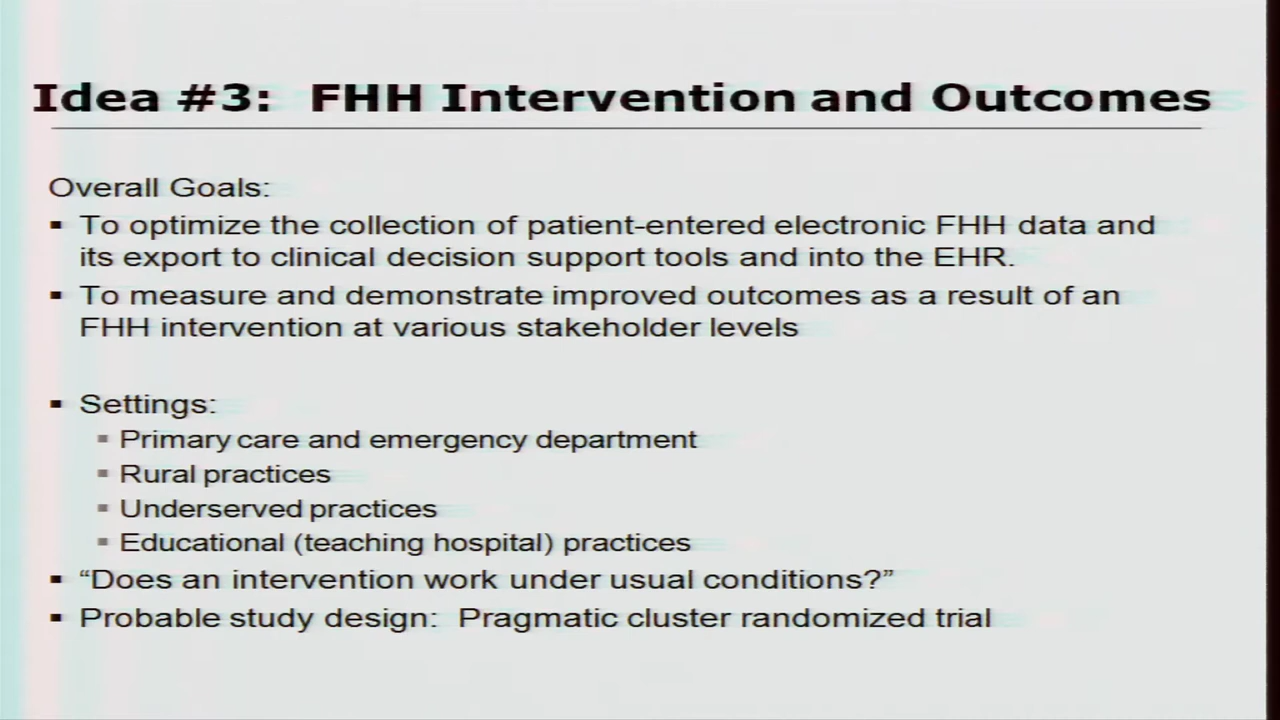 Idea #3: FHH Intervention and Outcomes
Overall Goals:
▪ To optimize the collection of patient-entered electronic FHH data and
its export to clinical decision support tools and into the EHR.
▪ To measure and demonstrate improved outcomes as a result of an
FHH intervention at various stakeholder levels
▪ Settings:
▪ Primary care and emergency department
▪ Rural practices
▪ Underserved practices
▪ Educational (teaching hospital) practices
▪ “Does an intervention work under usual conditions?”
▪ Probable study design: Pragmatic cluster randomized trial